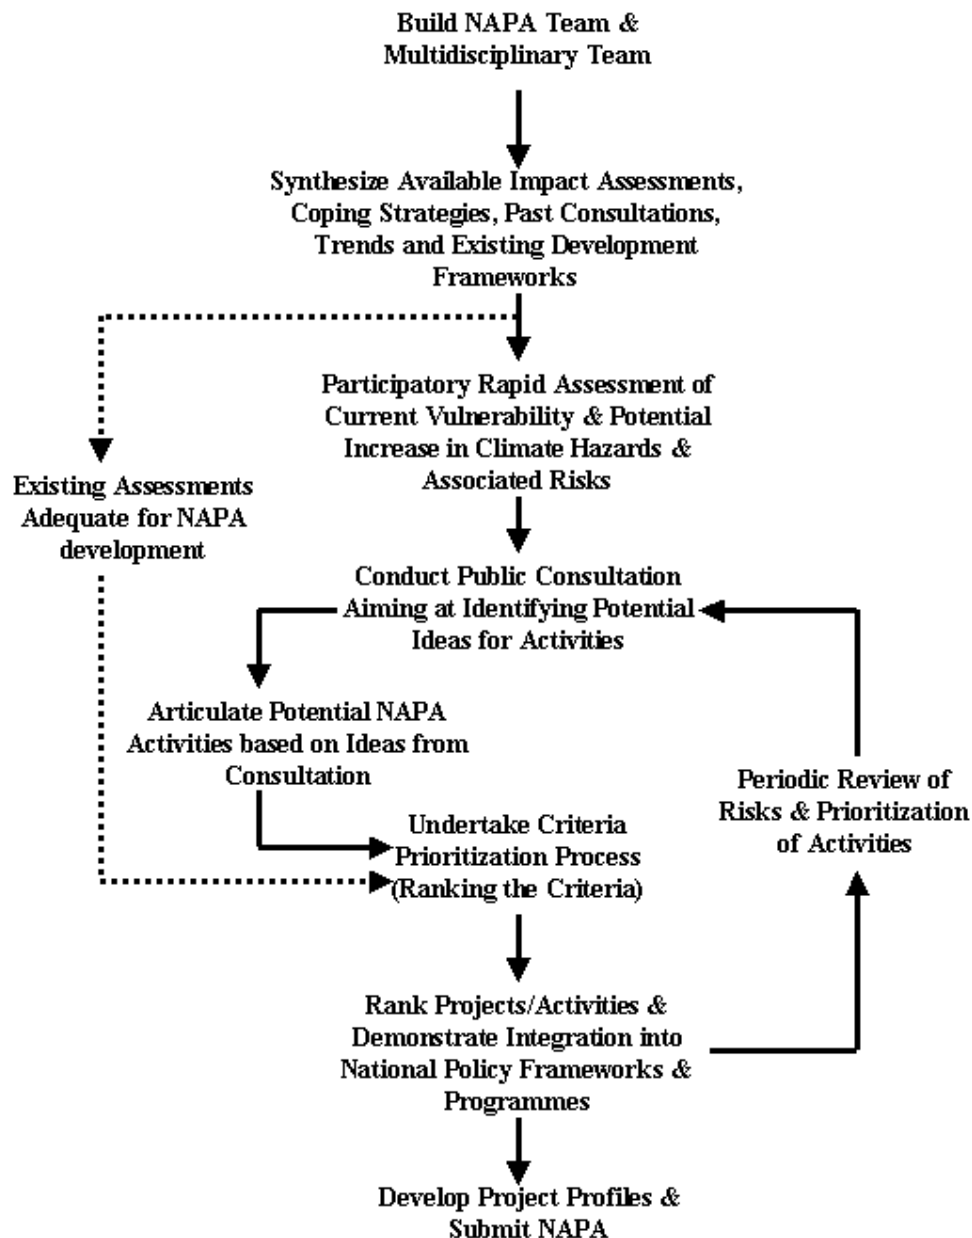 Build NAPA Team &
Multidisciplinary Team
Synthesize Available Impact Assessments,
Coping Strategies, Past Consultations,
Trends and Existing Development
Frameworks
Participatory Rapid Assessment of
Current Vulnerability & Potential
Increase in Climate Hazards &
Associated Risks
Existing Assessments
Adequate for NAPA
development
Conduct Public Consultation
Aiming at Identifying Potential
Ideas for Activities
Articulate Potential NAPA
Activities based on Ideas from
Consultation
Periodic Review of
Risks & Prioritization
of Activities
Undertake Criteria
Prioritization Process
(Ranking the Criteria)
Rank Projects/Activities &
Demonstrate Integration into
National Policy Frameworks &
Programmes
Develop Project Profiles &
Submit NAPA